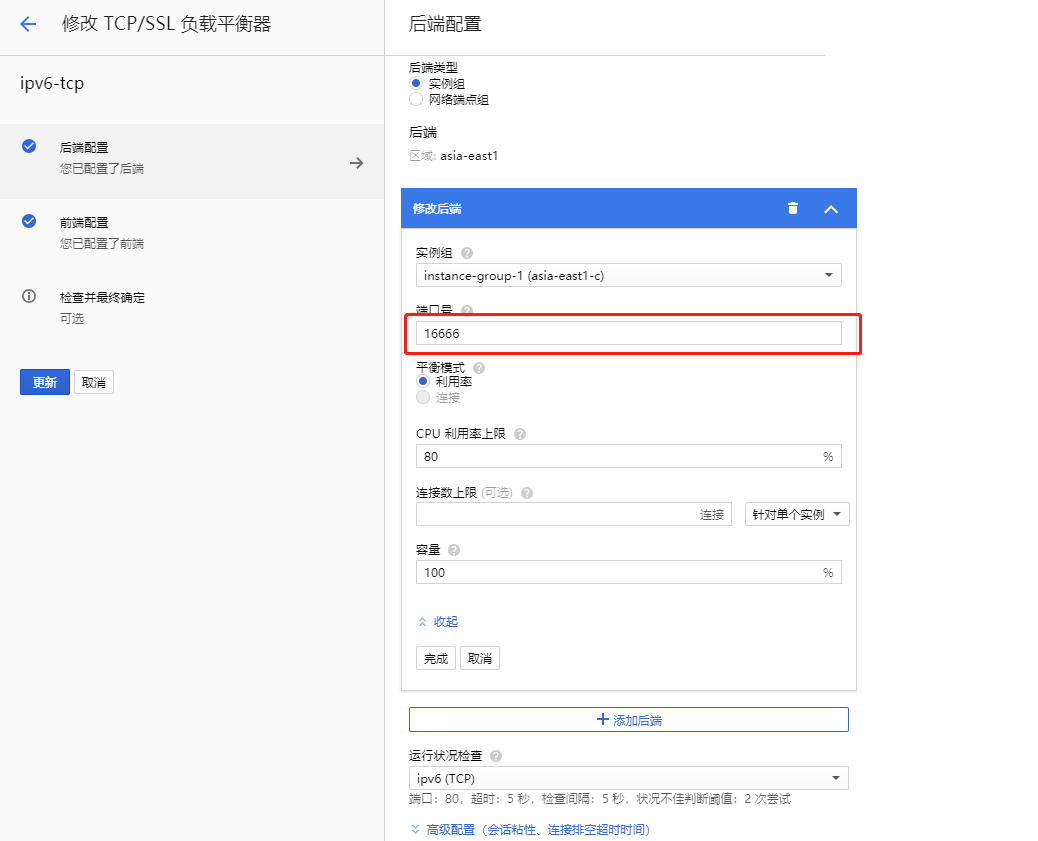 修改 TCP/SSL 负载平衡器
ipv6-tcp
后端配置
您已配置了后端
前端配置
您已配置了前端
检查并最终确定
可选
更新 取消
后端配置
后端类型
实例组
网络端点组
后端
区域: asia-east1
修改后端
实例组
instance-group-1 (asia-east1-c)
端口号
16666
平衡模式
利用率
连接
CPU 利用率上限
80 %
连接数上限 (可选)
连接 针对单个实例
容量
100 %
收起
完成 取消
添加后端
运行状况检查
ipv6 (TCP)
端口：80，超时：5 秒，检查间隔：5 秒，状况不佳判断阈值：2 次尝试
高级配置（会话粘性、连接排空超时时间）